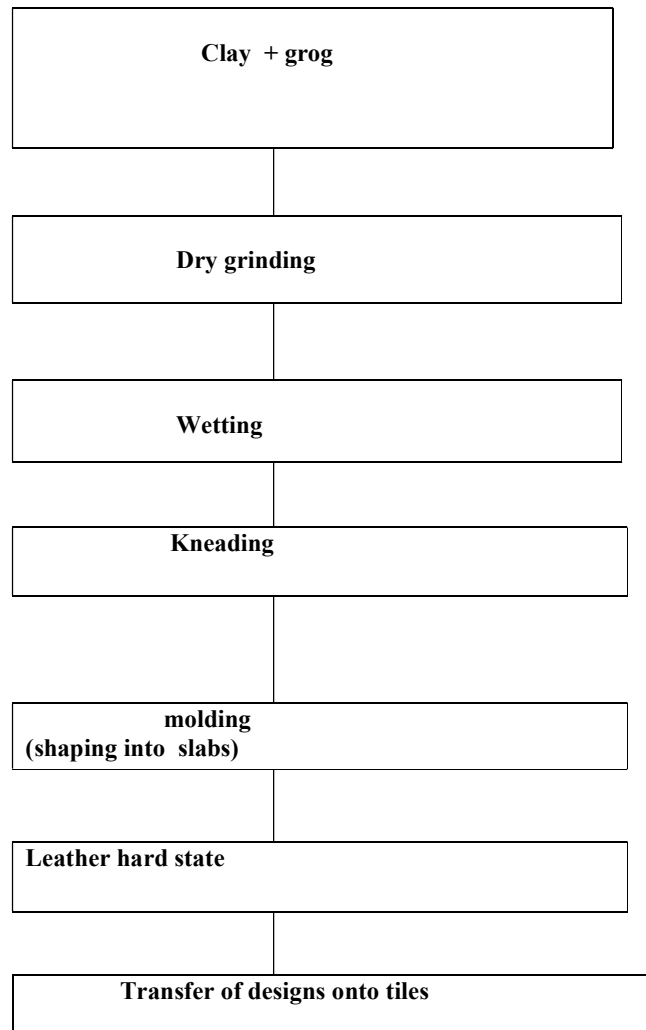 Clay + grog
Dry grinding
Wetting
Kneading
molding
(shaping into slabs)
Leather hard state
Transfer of designs onto tiles